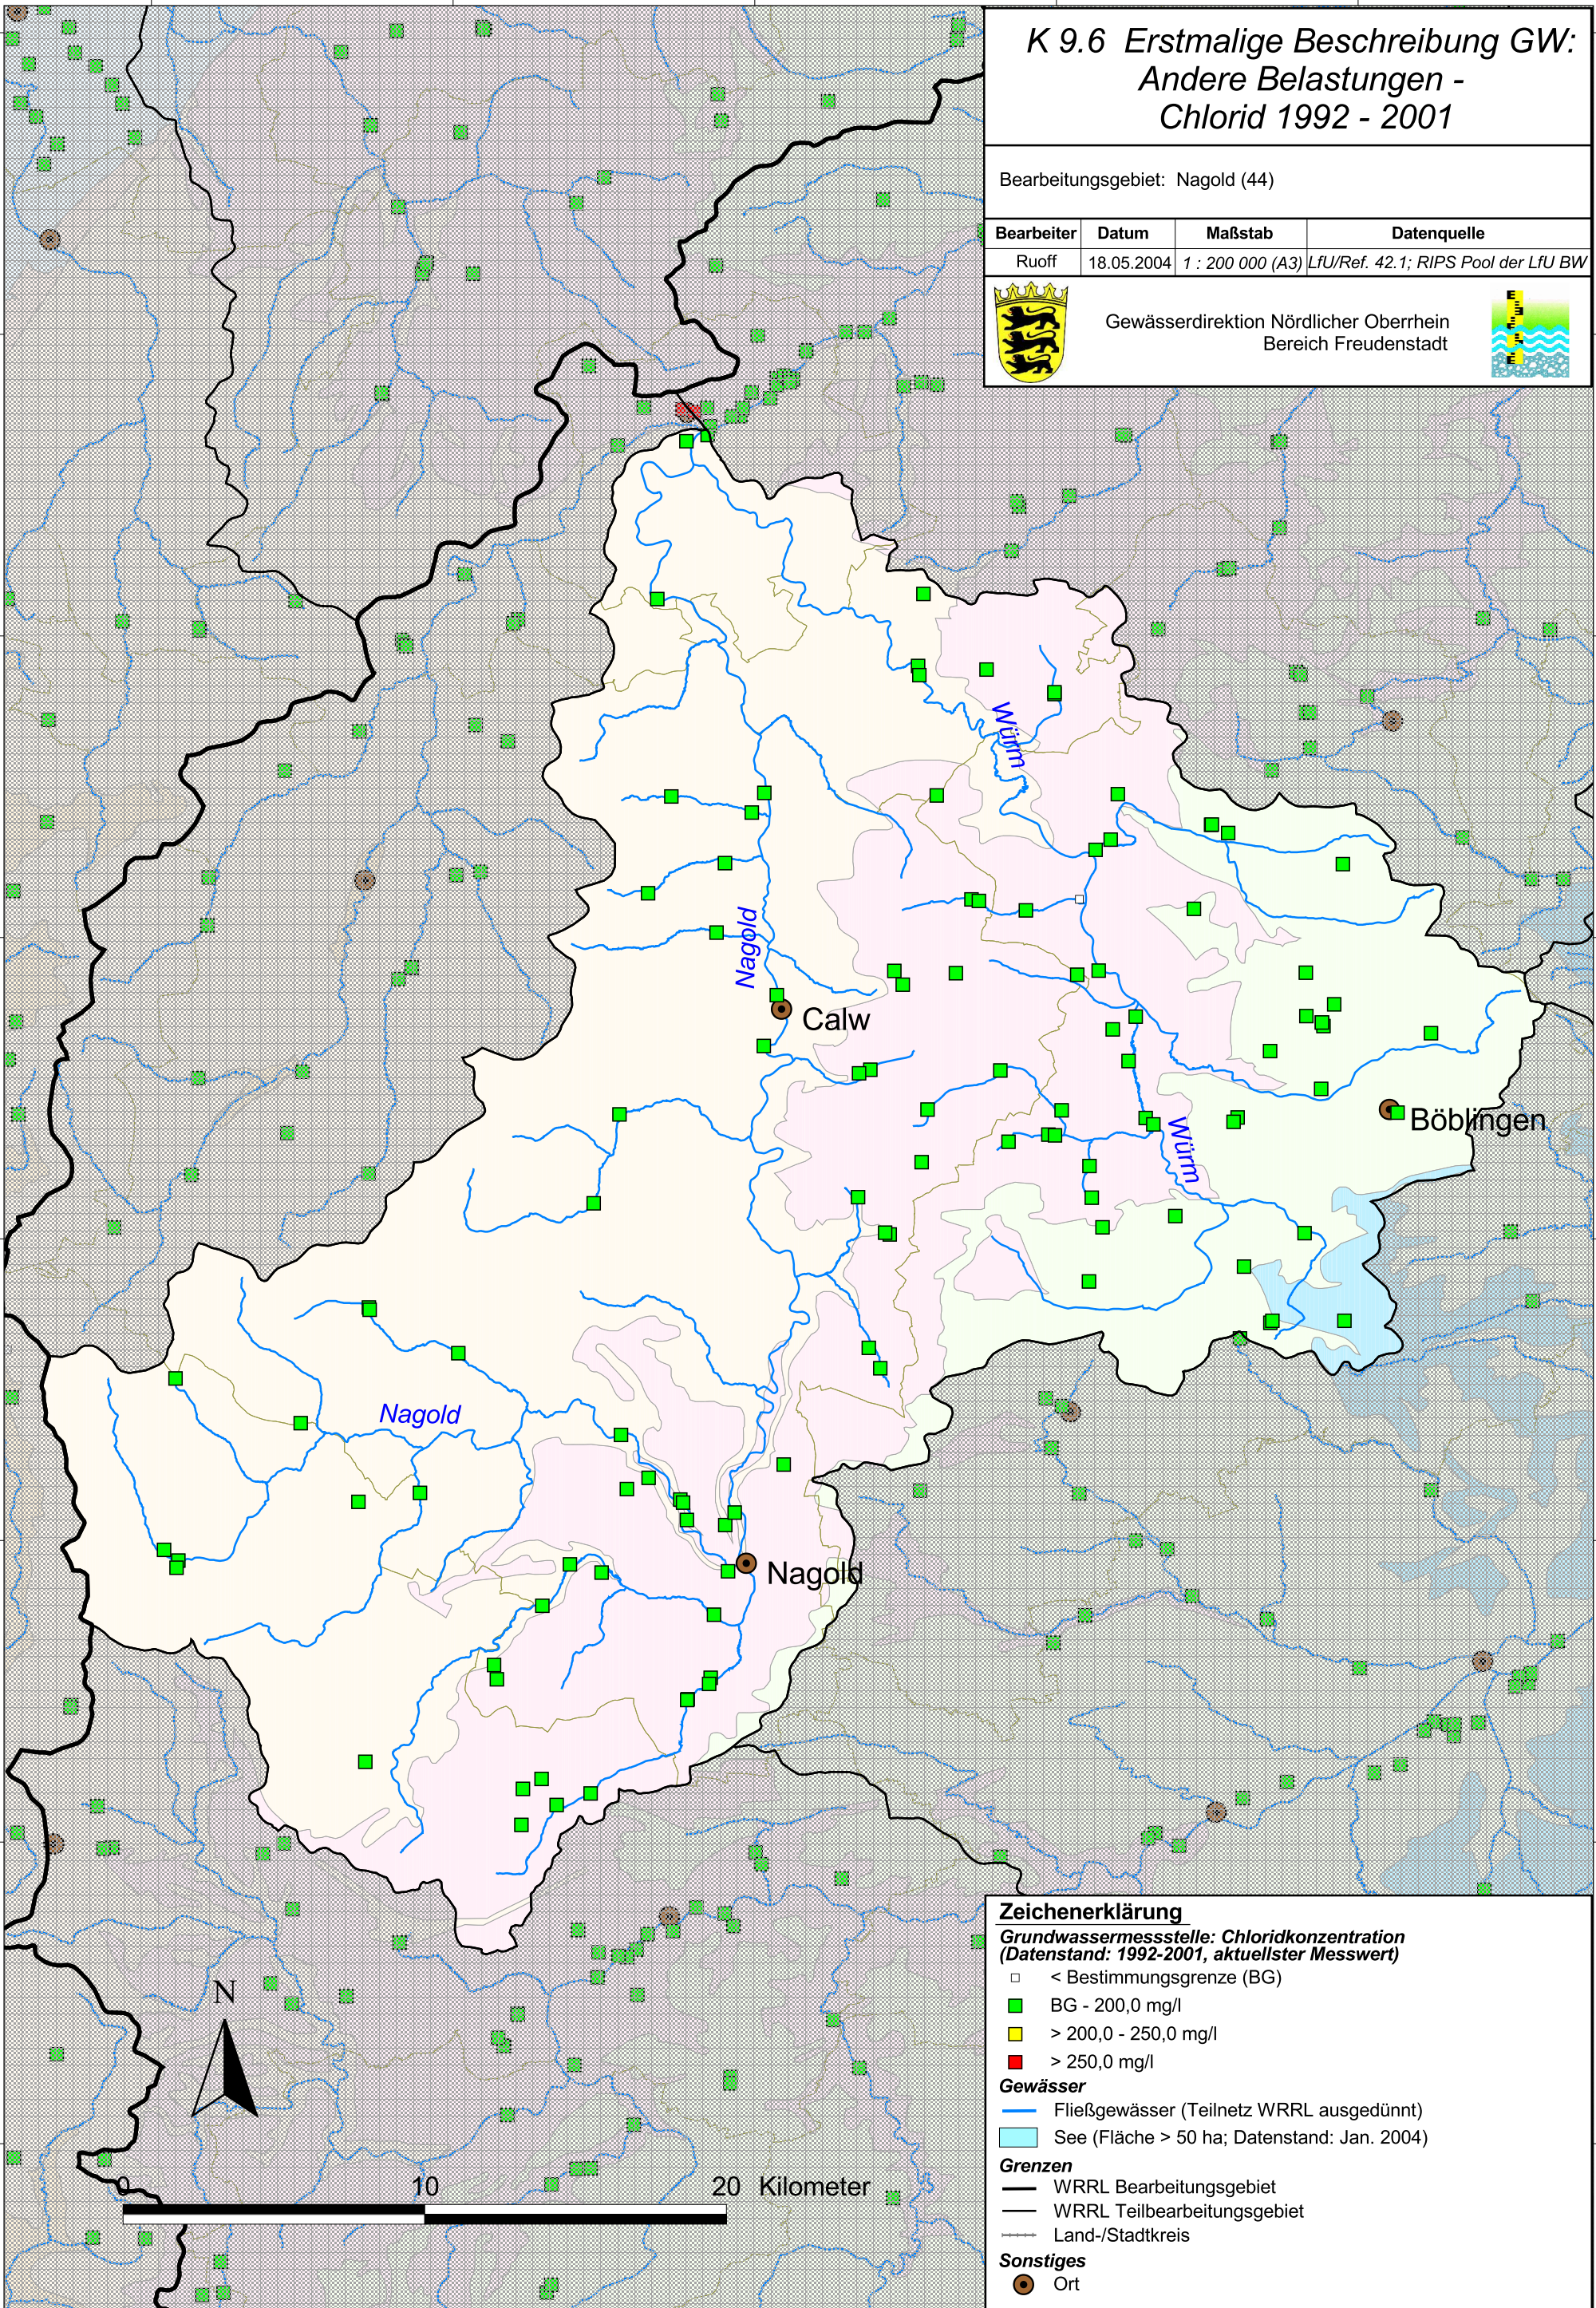 K 9.6 Erstmalige Beschreibung GW:
Andere Belastungen -
Chlorid 1992 - 2001
Bearbeitungsgebiet: Nagold (44)
Bearbeiter Datum Maßstab Datenquelle
Ruoff 18.05.2004 1 : 200 000 (A3) LfU/Ref. 42.1; RIPS Pool der LfU BW
Gewässerdirektion Nördlicher Oberrhein
Bereich Freudenstadt
Würm
Nagold
Calw
Böblingen
Würm
Nagold
Nagold
N
0 10 20 Kilometer
Zeichenerklärung
Grundwassermessstelle: Chloridkonzentration
(Datenstand: 1992-2001, aktuellster Messwert)
< Bestimmungsgrenze (BG)
BG - 200,0 mg/l
> 200,0 - 250,0 mg/l
> 250,0 mg/l
Gewässer
Fließgewässer (Teilnetz WRRL ausgedünnt)
See (Fläche > 50 ha; Datenstand: Jan. 2004)
Grenzen
WRRL Bearbeitungsgebiet
WRRL Teilbearbeitungsgebiet
Land-/Stadtkreis
Sonstiges
Ort